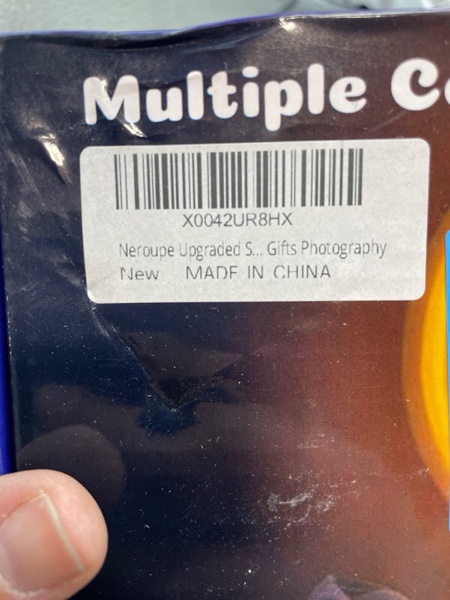 Multiple
X0042UR8HX
Neroupe Upgraded S... Gifts Photography
New MADE IN CHINA